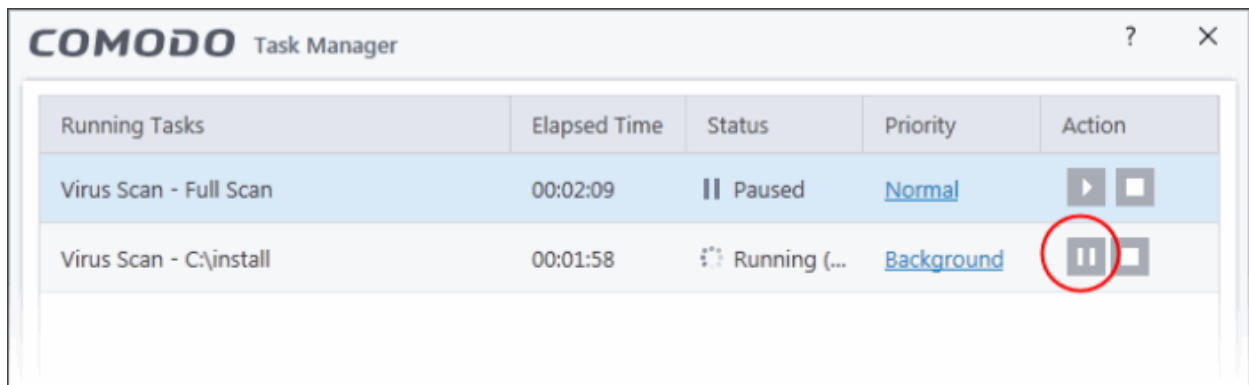 COMODO Task Manager ?
Running Tasks Elapsed Time Status Priority Action
Virus Scan - Full Scan 00:02:09 Paused Normal
Virus Scan - C:\install 00:01:58 Running (... Background